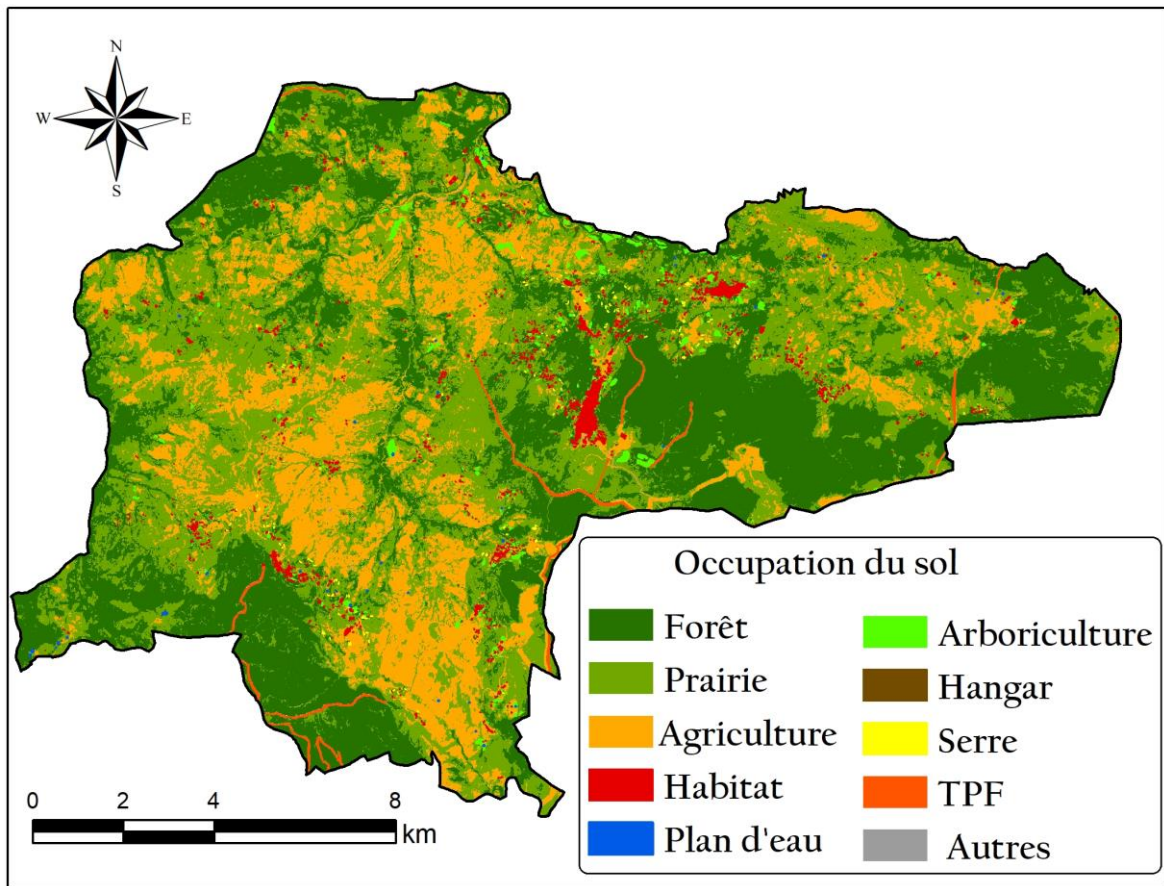 N
W E
S
Occupation du sol
Forêt
Prairie
Agriculture
Habitat
Plan d'eau
Arboriculture
Hangar
Serre
TPF
Autres
0 2 4 8
km